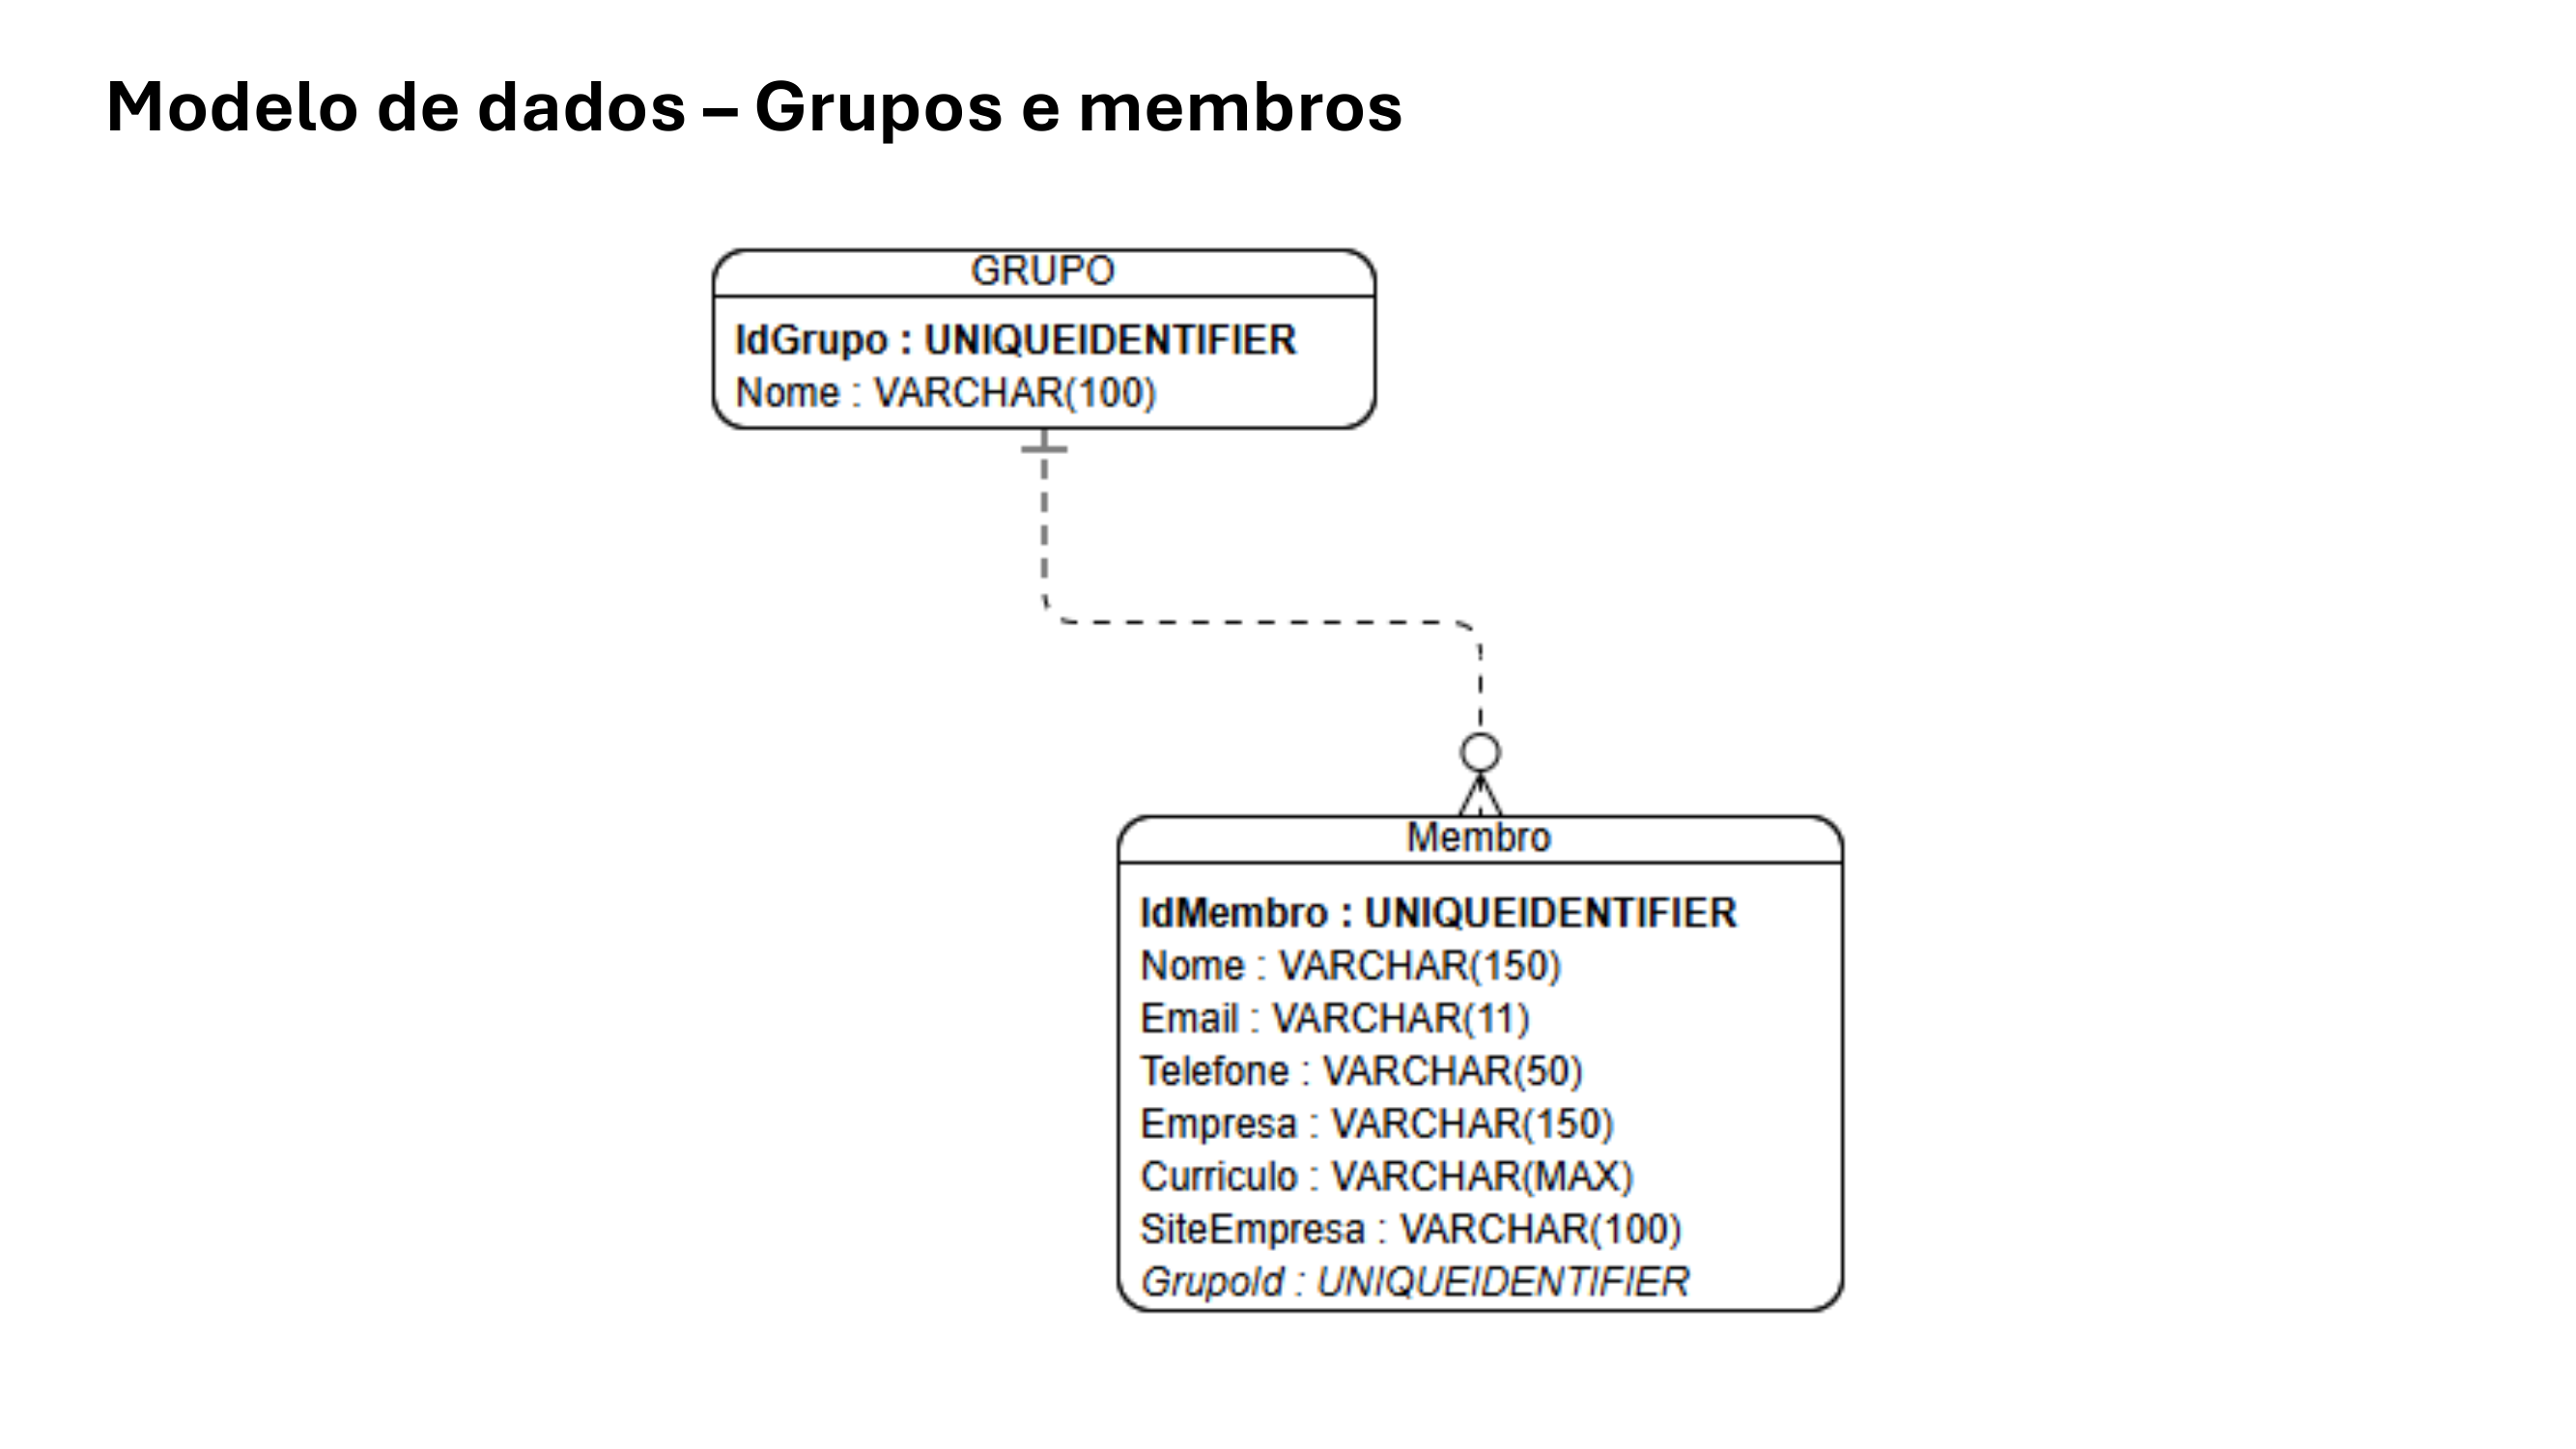 Modelo de dados – Grupos e membros
GRUPO
IdGrupo : UNIQUEIDENTIFIER
Nome : VARCHAR(100)
Membro
IdMembro : UNIQUEIDENTIFIER
Nome : VARCHAR(150)
Email : VARCHAR(11)
Telefone : VARCHAR(50)
Empresa : VARCHAR(150)
Curriculo : VARCHAR(MAX)
SiteEmpresa : VARCHAR(100)
GrupoId : UNIQUEIDENTIFIER